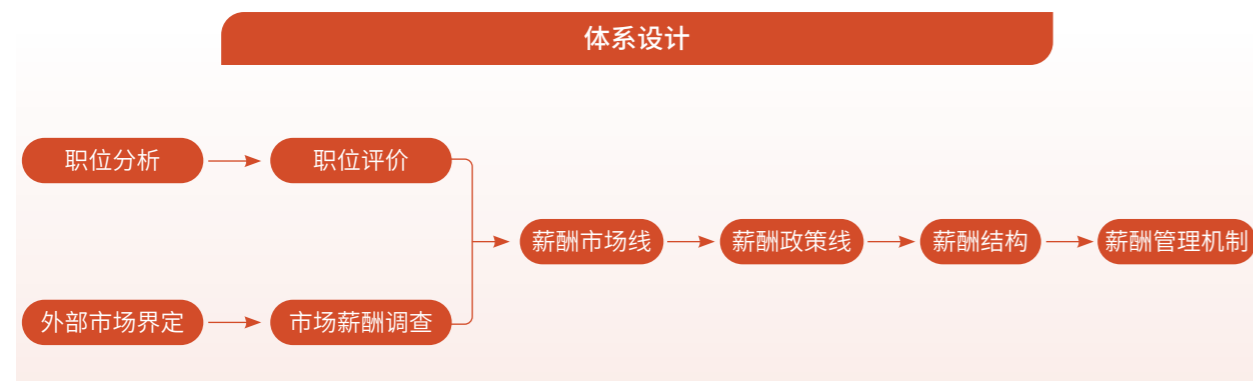 体系设计
职位分析
职位评价
薪酬市场线
薪酬政策线
薪酬结构
薪酬管理机制
外部市场界定
市场薪酬调查